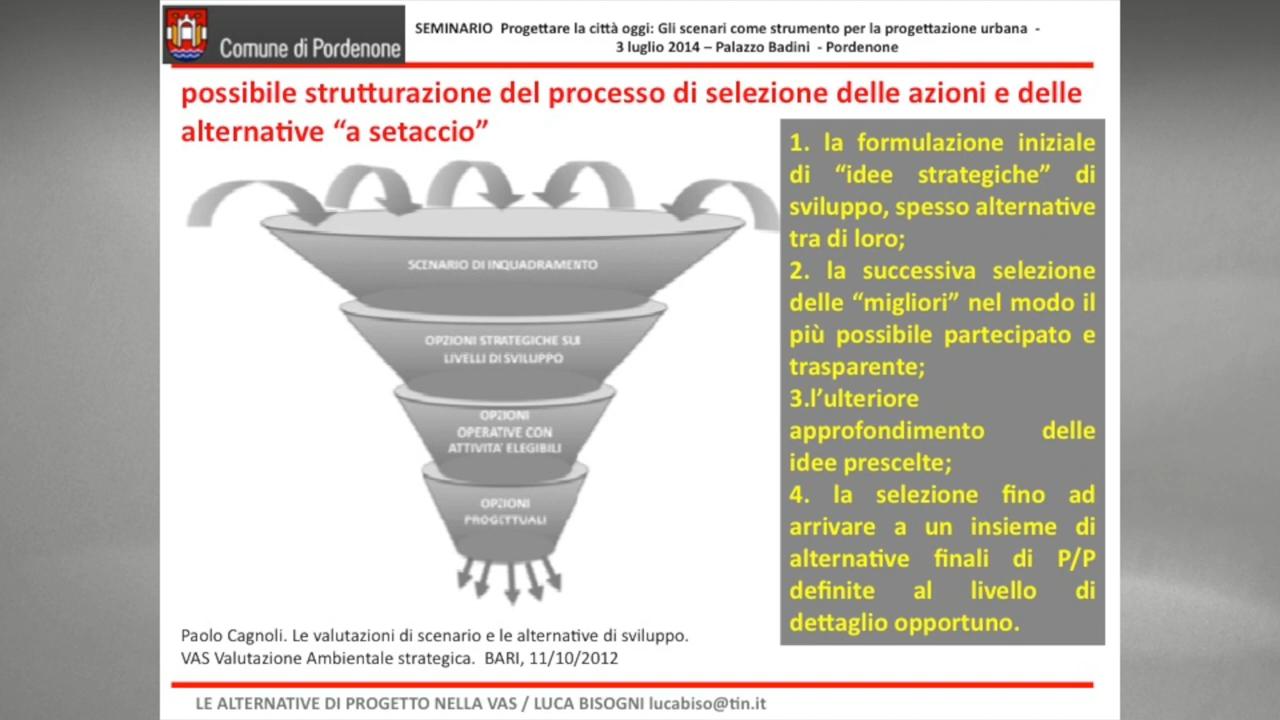 Comune di Pordenone
SEMINARIO Progettare la città oggi: Gli scenari come strumento per la progettazione urbana -
3 luglio 2014 – Palazzo Badini - Pordenone
possibile strutturazione del processo di selezione delle azioni e delle
alternative “a setaccio”
SCENARIO DI INQUADRAMENTO
OPZIONI STRATEGICHE SUI
LIVELLI DI SVILUPPO
OPZIONI
OPERATIVE CON
ATTIVITA’ ELEGIBILI
OPZIONI
PROGETTUALI
1. la formulazione iniziale
di “idee strategiche” di
sviluppo, spesso alternative
tra di loro;
2. la successiva selezione
delle “migliori” nel modo il
più possibile partecipato e
trasparente;
3.l’ulteriore
approfondimento delle
idee prescelte;
4. la selezione fino ad
arrivare a un insieme di
alternative finali di P/P
definite al livello di
dettaglio opportuno.
Paolo Cagnoli. Le valutazioni di scenario e le alternative di sviluppo.
VAS Valutazione Ambientale strategica. BARI, 11/10/2012
LE ALTERNATIVE DI PROGETTO NELLA VAS / LUCA BISOGNI lucabiso@tin.it